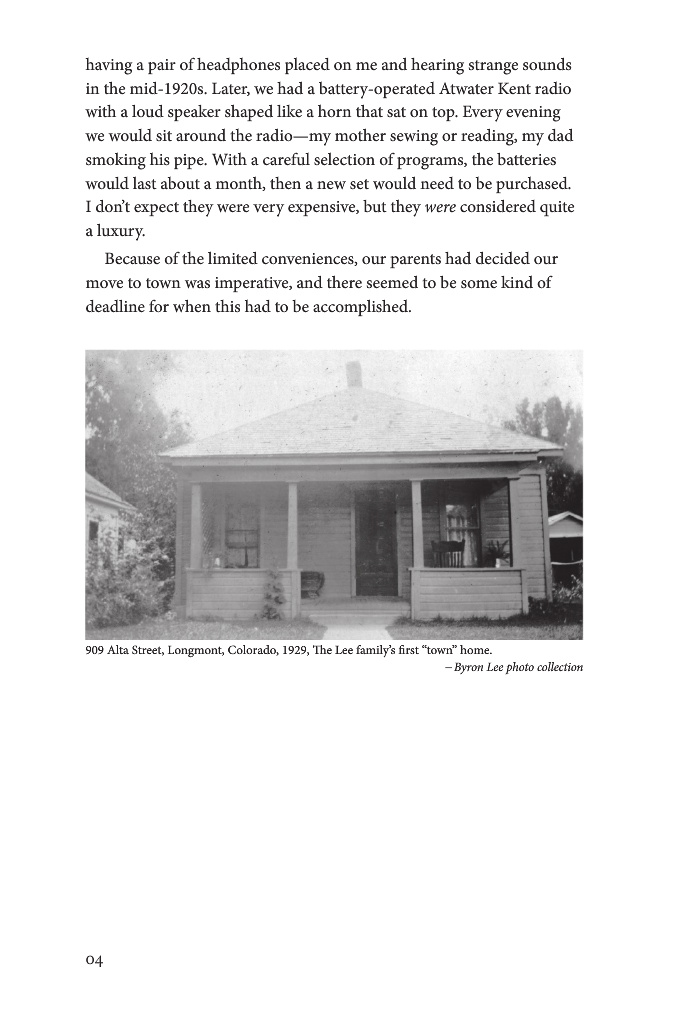 having a pair of headphones placed on me and hearing strange sounds
in the mid-1920s. Later, we had a battery-operated Atwater Kent radio
with a loud speaker shaped like a horn that sat on top. Every evening
we would sit around the radio—my mother sewing or reading, my dad
smoking his pipe. With a careful selection of programs, the batteries
would last about a month, then a new set would need to be purchased.
I don’t expect they were very expensive, but they were considered quite
a luxury.
Because of the limited conveniences, our parents had decided our
move to town was imperative, and there seemed to be some kind of
deadline for when this had to be accomplished.
909 Alta Street, Longmont, Colorado, 1929, The Lee family’s first “town” home.
–Byron Lee photo collection
04